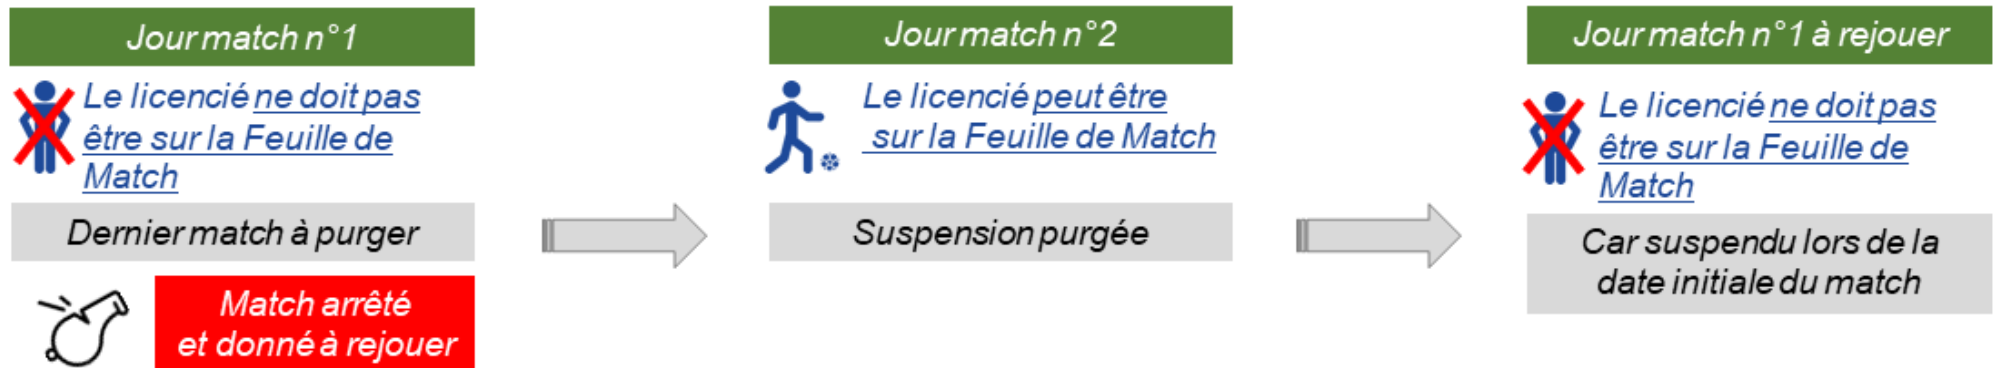 Jour match n°1
Le licencié ne doit pas
être sur la Feuille de
Match
Dernier match à purger
Match arrêté
et donné à rejouer
Jour match n°2
Le licencié peut être
sur la Feuille de Match
Suspension purgée
Jour match n°1 à rejouer
Le licencié ne doit pas
être sur la Feuille de
Match
Car suspendu lors de la
date initiale du match